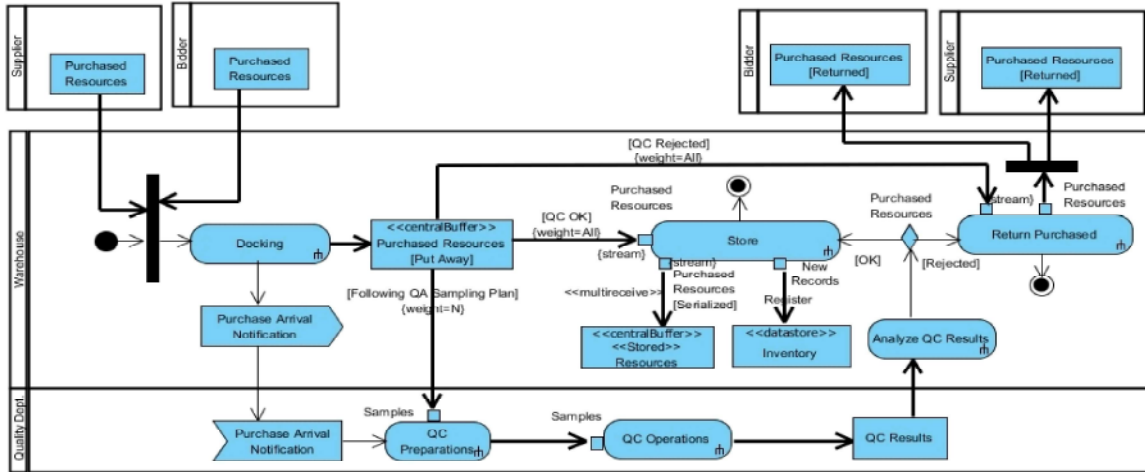 Supplier
Purchased
Resources
Bidder
Purchased
Resources
Bidder
Purchased Resources
[Returned]
Supplier
Purchased Resources
[Returned]
Warehouse
[QC Rejected]
{weight=All}
Purchased
Resources
Purchased
Resources
{stream}
Purchased
Resources
Docking
<<centralBuffer>>
Purchased Resources
[Put Away]
[QC OK]
{weight=All}
{stream}
Store
{stream}
Return Purchased
[OK]
[Rejected]
[Following QA Sampling Plan]
{weight=N}
<<multireceive>>
Purchased
Resources
[Serialized]
New
Records
Register
Purchase Arrival
Notification
<<centralBuffer>>
<<Stored>>
Resources
<<datastore>>
Inventory
Analyze QC Results
Quality Dept.
Purchase Arrival
Notification
Samples
QC
Preparations
Samples
QC Operations
QC Results